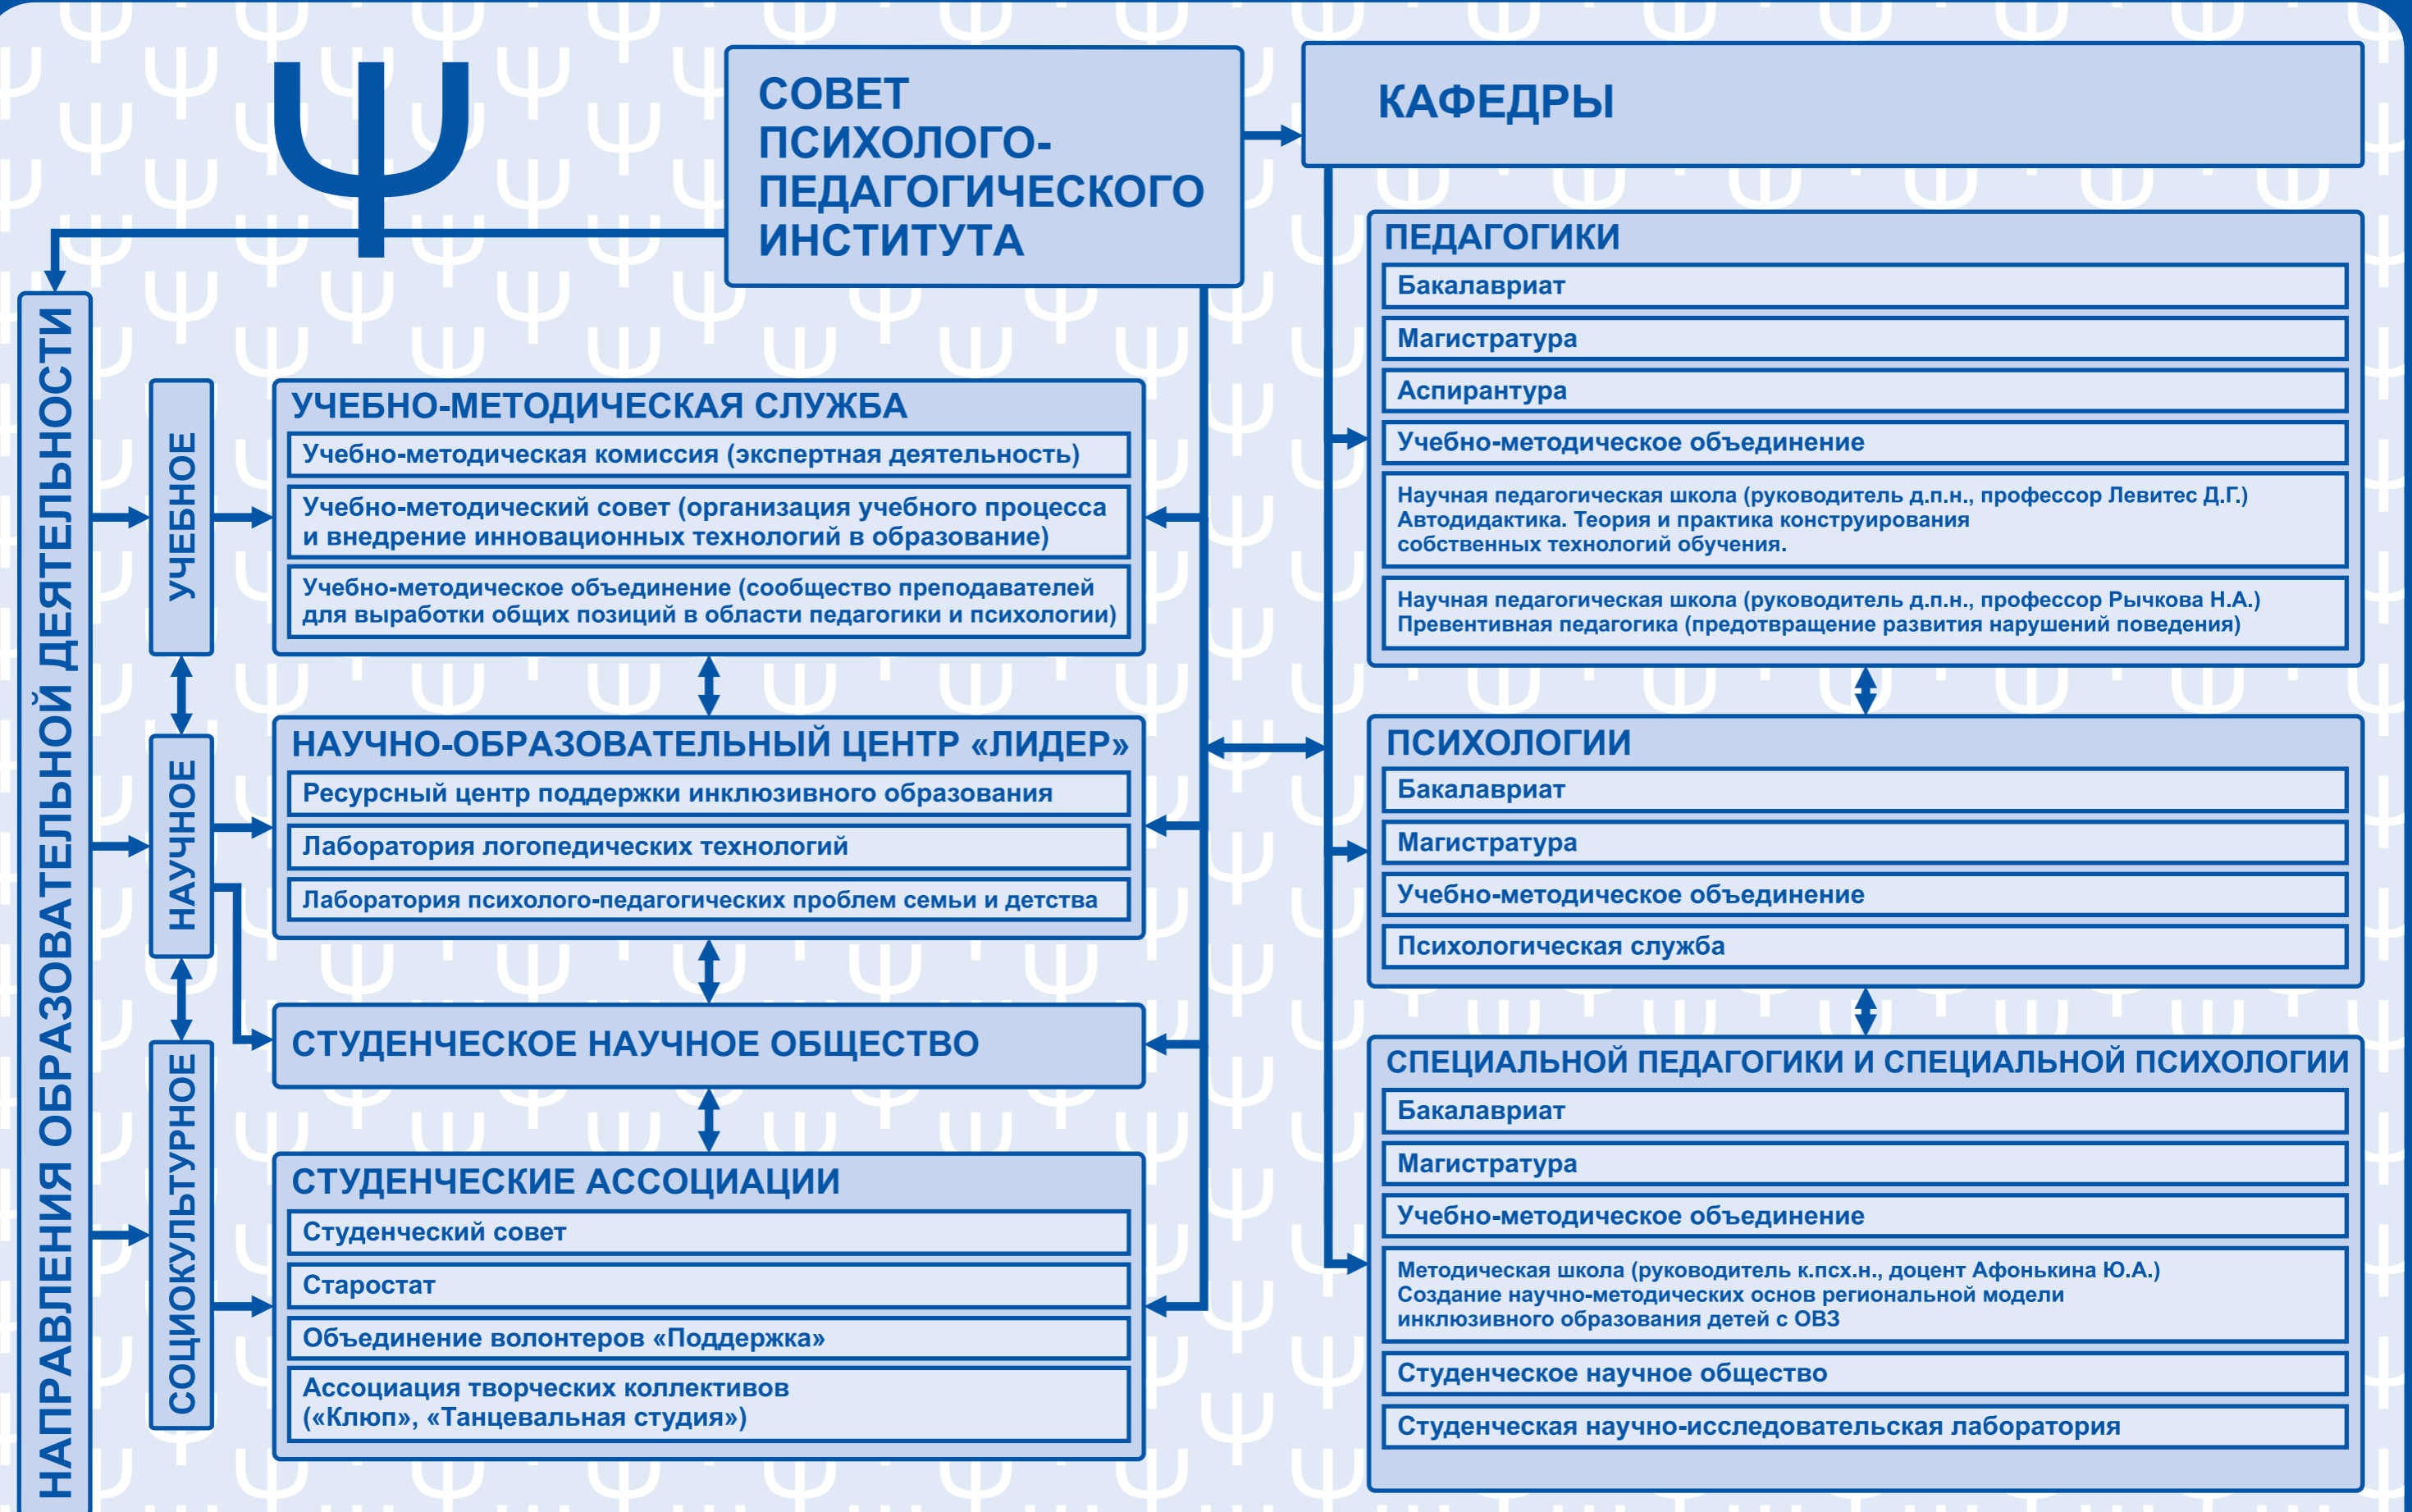 Ψ
СОВЕТ
ПСИХОЛОГО-
ПЕДАГОГИЧЕСКОГО
ИНСТИТУТА
КАФЕДРЫ
НАПРАВЛЕНИЯ ОБРАЗОВАТЕЛЬНОЙ ДЕЯТЕЛЬНОСТИ
УЧЕБНОЕ
НАУЧНОЕ
СОЦИОКУЛЬТУРНОЕ
УЧЕБНО-МЕТОДИЧЕСКАЯ СЛУЖБА
Учебно-методическая комиссия (экспертная деятельность)
Учебно-методический совет (организация учебного процесса
и внедрение инновационных технологий в образование)
Учебно-методическое объединение (сообщество преподавателей
для выработки общих позиций в области педагогики и психологии)
НАУЧНО-ОБРАЗОВАТЕЛЬНЫЙ ЦЕНТР «ЛИДЕР»
Ресурсный центр поддержки инклюзивного образования
Лаборатория логопедических технологий
Лаборатория психолого-педагогических проблем семьи и детства
СТУДЕНЧЕСКОЕ НАУЧНОЕ ОБЩЕСТВО
СТУДЕНЧЕСКИЕ АССОЦИАЦИИ
Студенческий совет
Старостат
Объединение волонтеров «Поддержка»
Ассоциация творческих коллективов
(«Клюп», «Танцевальная студия»)
ПЕДАГОГИКИ
Бакалавриат
Магистратура
Аспирантура
Учебно-методическое объединение
Научная педагогическая школа (руководитель д.п.н., профессор Левитес Д.Г.)
Автодидактика. Теория и практика конструирования
собственных технологий обучения.
Научная педагогическая школа (руководитель д.п.н., профессор Рычкова Н.А.)
Превентивная педагогика (предотвращение развития нарушений поведения)
ПСИХОЛОГИИ
Бакалавриат
Магистратура
Учебно-методическое объединение
Психологическая служба
СПЕЦИАЛЬНОЙ ПЕДАГОГИКИ И СПЕЦИАЛЬНОЙ ПСИХОЛОГИИ
Бакалавриат
Магистратура
Учебно-методическое объединение
Методическая школа (руководитель к.псх.н., доцент Афонькина Ю.А.)
Создание научно-методических основ региональной модели
инклюзивного образования детей с ОВЗ
Студенческое научное общество
Студенческая научно-исследовательская лаборатория